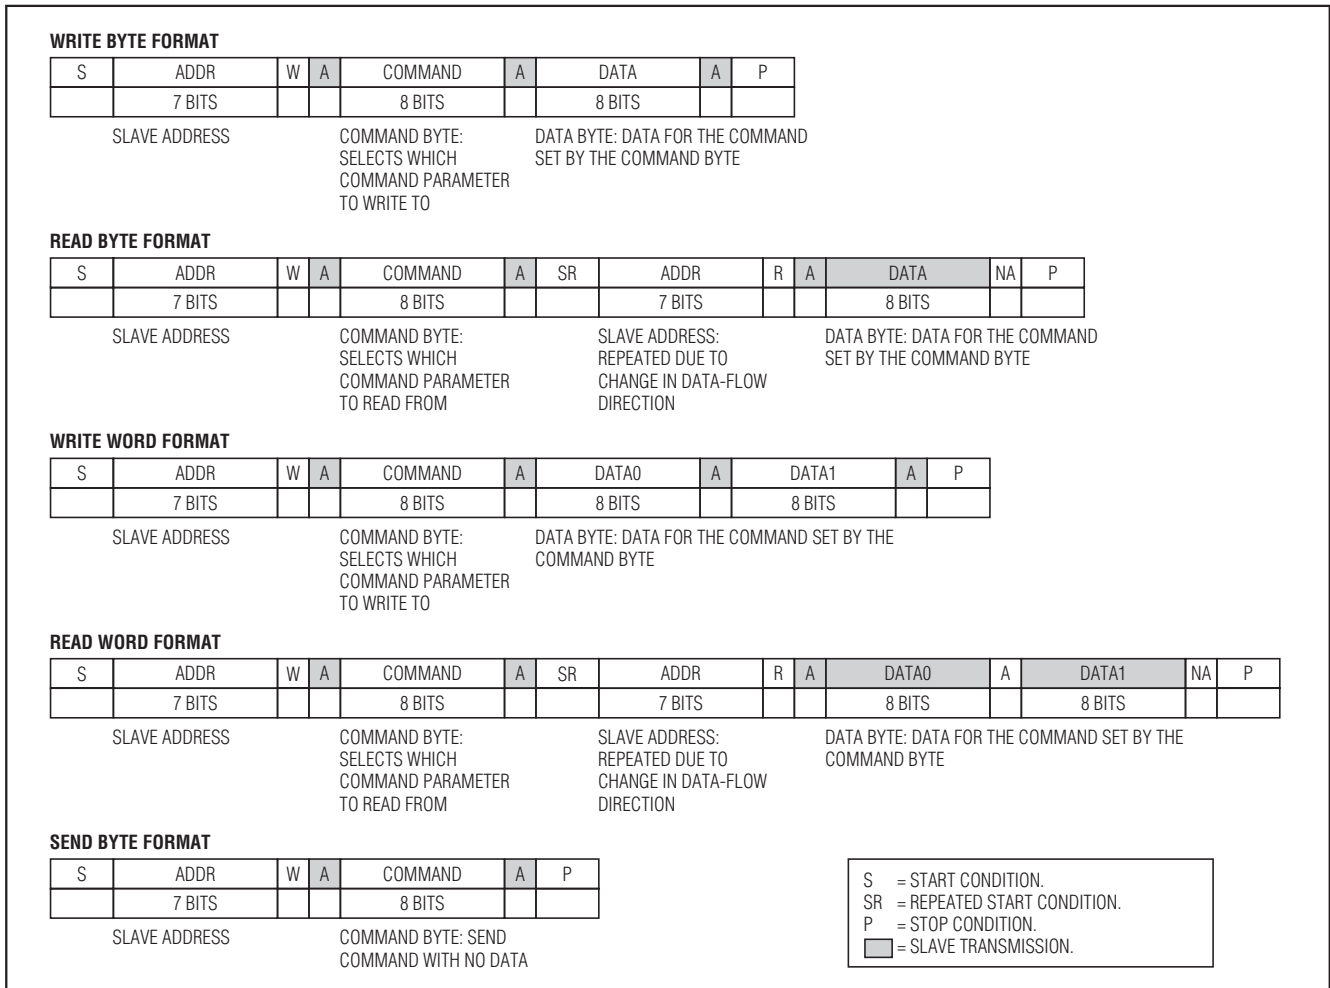 WRITE BYTE FORMAT
S ADDR W A COMMAND A DATA A P
7 BITS 8 BITS 8 BITS
SLAVE ADDRESS COMMAND BYTE: DATA BYTE: DATA FOR THE COMMAND
SELECTS WHICH SET BY THE COMMAND BYTE
COMMAND PARAMETER
TO WRITE TO
READ BYTE FORMAT
S ADDR W A COMMAND A SR ADDR R A DATA NA P
7 BITS 8 BITS 7 BITS 8 BITS
SLAVE ADDRESS COMMAND BYTE: SLAVE ADDRESS: DATA BYTE: DATA FOR THE COMMAND
SELECTS WHICH REPEATED DUE TO SET BY THE COMMAND BYTE
COMMAND PARAMETER CHANGE IN DATA-FLOW
TO READ FROM DIRECTION
WRITE WORD FORMAT
S ADDR W A COMMAND A DATA0 A DATA1 A P
7 BITS 8 BITS 8 BITS 8 BITS
SLAVE ADDRESS COMMAND BYTE: DATA BYTE: DATA FOR THE COMMAND SET BY THE
SELECTS WHICH COMMAND BYTE
COMMAND PARAMETER
TO WRITE TO
READ WORD FORMAT
S ADDR W A COMMAND A SR ADDR R A DATA0 A DATA1 NA P
7 BITS 8 BITS 7 BITS 8 BITS 8 BITS
SLAVE ADDRESS COMMAND BYTE: SLAVE ADDRESS: DATA BYTE: DATA FOR THE COMMAND SET BY THE
SELECTS WHICH REPEATED DUE TO COMMAND BYTE
COMMAND PARAMETER CHANGE IN DATA-FLOW
TO READ FROM DIRECTION
SEND BYTE FORMAT
S ADDR W A COMMAND A P
7 BITS 8 BITS
SLAVE ADDRESS COMMAND BYTE: SEND
COMMAND WITH NO DATA
S = START CONDITION.
SR = REPEATED START CONDITION.
P = STOP CONDITION.
= SLAVE TRANSMISSION.